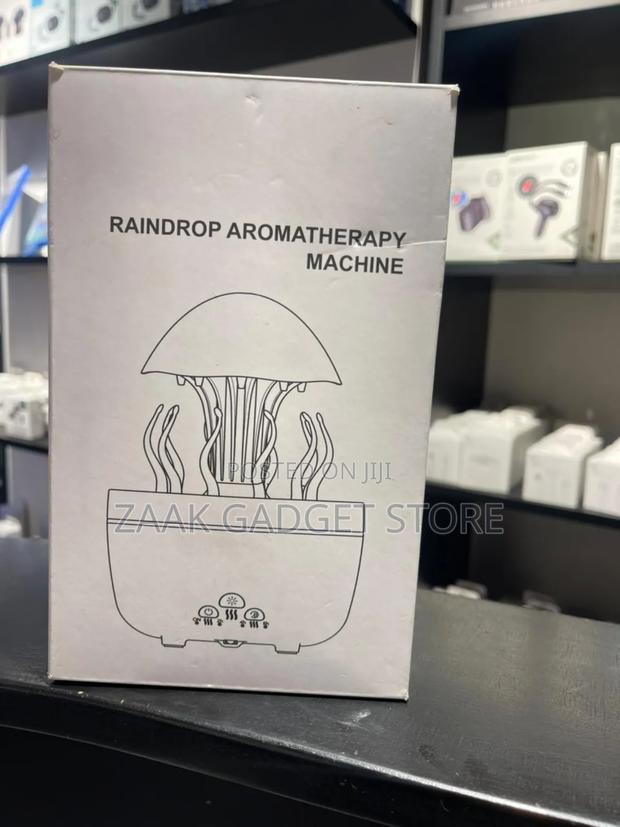 RAINDROP AROMATHERAPY
MACHINE
POSTED ON JIJI
ZAAK GADGET STORE